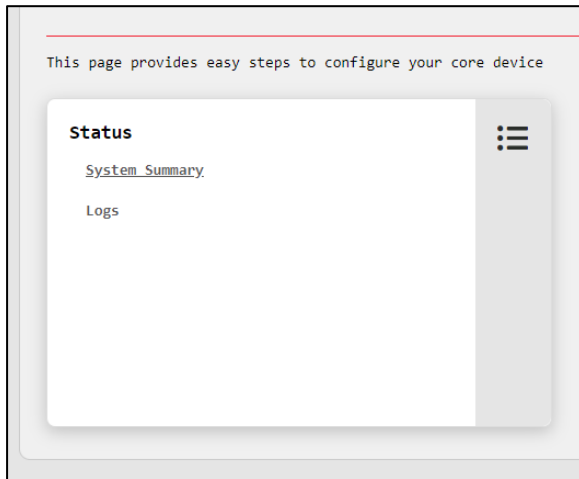 This page provides easy steps to configure your core device
Status
System Summary
Logs